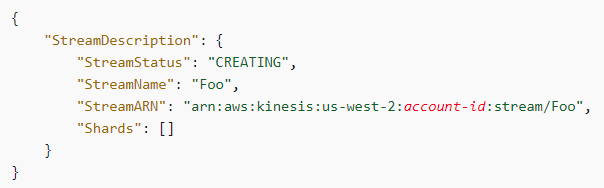 {
    "StreamDescription": {
        "StreamStatus": "CREATING",
        "StreamName": "Foo",
        "StreamARN": "arn:aws:kinesis:us-west-2:account-id:stream/Foo",
        "Shards": []
    }
}